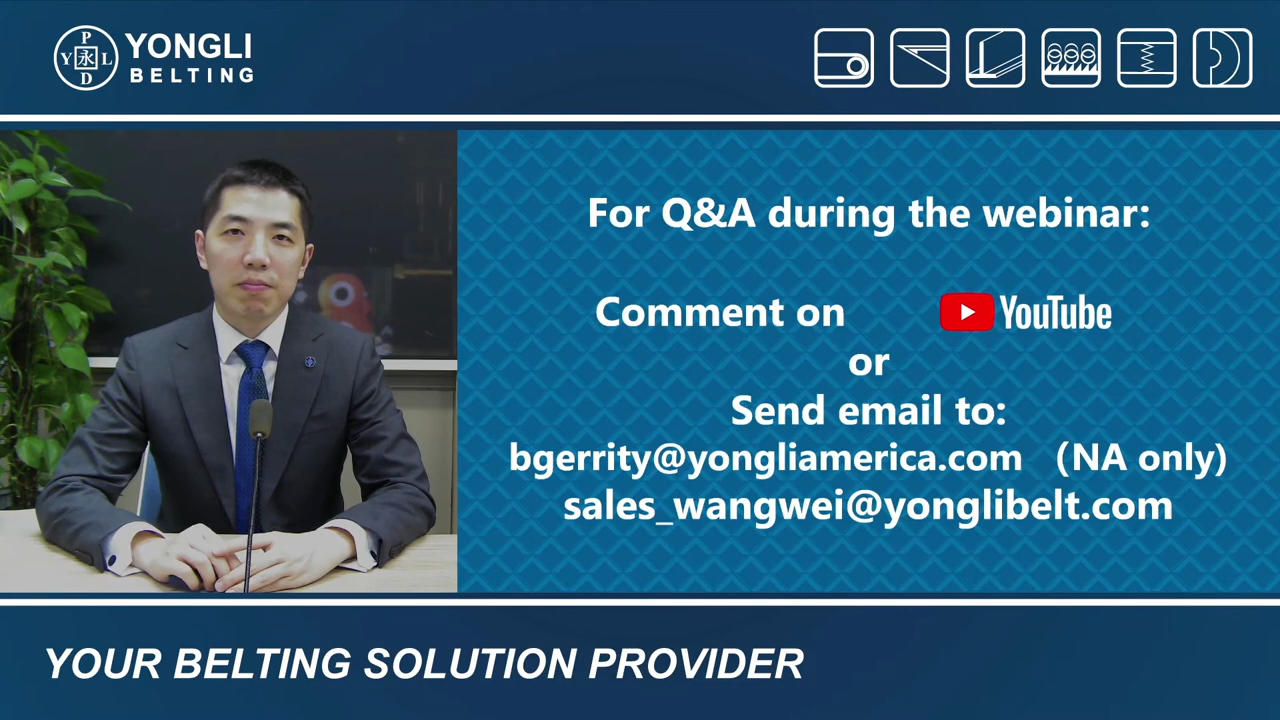 P
Y 永 L
D
YONGLI
BELTING
For Q&A during the webinar:
Comment on YouTube
or
Send email to:
bgerrity@yongliamerica.com (NA only)
sales_wangwei@yonglibelt.com
YOUR BELTING SOLUTION PROVIDER